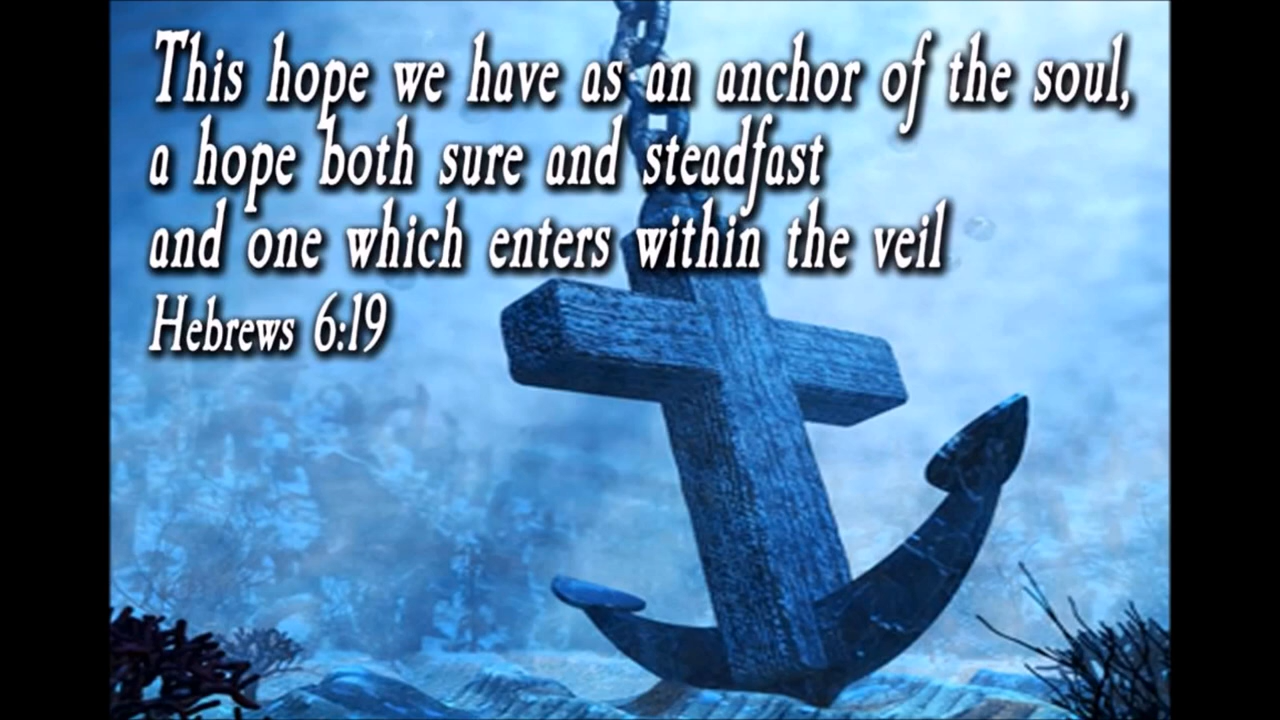 This hope we have as an anchor of the soul,
a hope both sure and steadfast
and one which enters within the veil
Hebrews 6:19